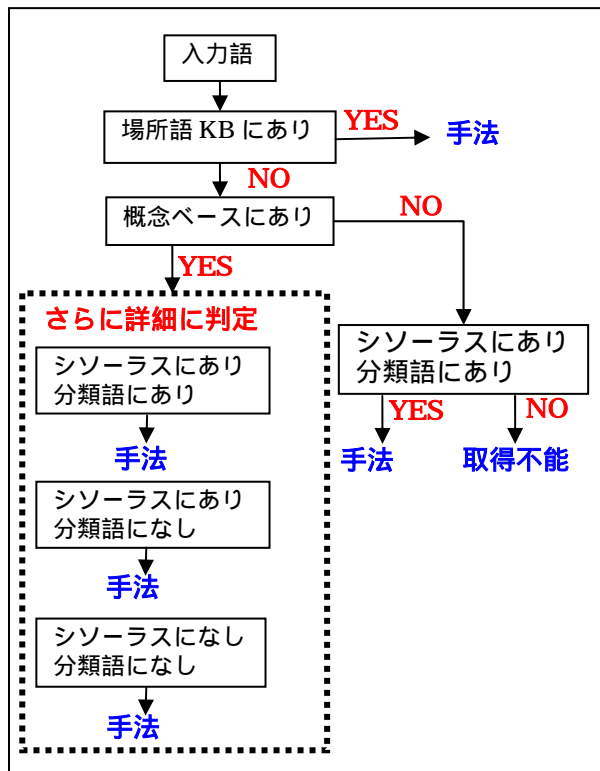 入力語
場所語 KB にあり
YES
手法
NO
概念ベースにあり
NO
YES
さらに詳細に判定
シソーラスにあり
分類語にあり
手法
シソーラスにあり
分類語になし
手法
シソーラスになし
分類語になし
手法
シソーラスにあり
分類語にあり
YES
NO
手法
取得不能